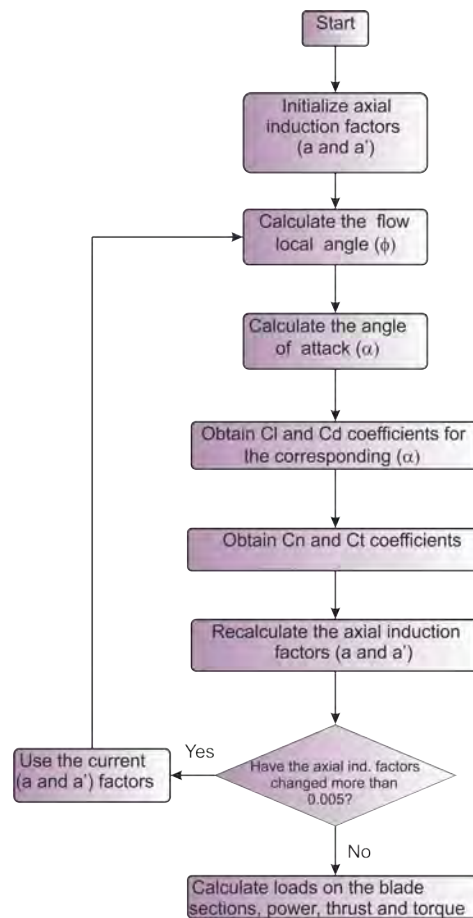 Start
Initialize axial
induction factors
(a and a')
Calculate the flow
local angle (ϕ)
Calculate the angle
of attack (α)
Obtain Cl and Cd coefficients for
the corresponding (α)
Obtain Cn and Ct coefficients
Recalculate the axial induction
factors (a and a')
Have the axial ind. factors
changed more than
0.005?
Yes
Use the current
(a and a') factors
No
Calculate loads on the blade
sections, power, thrust and torque